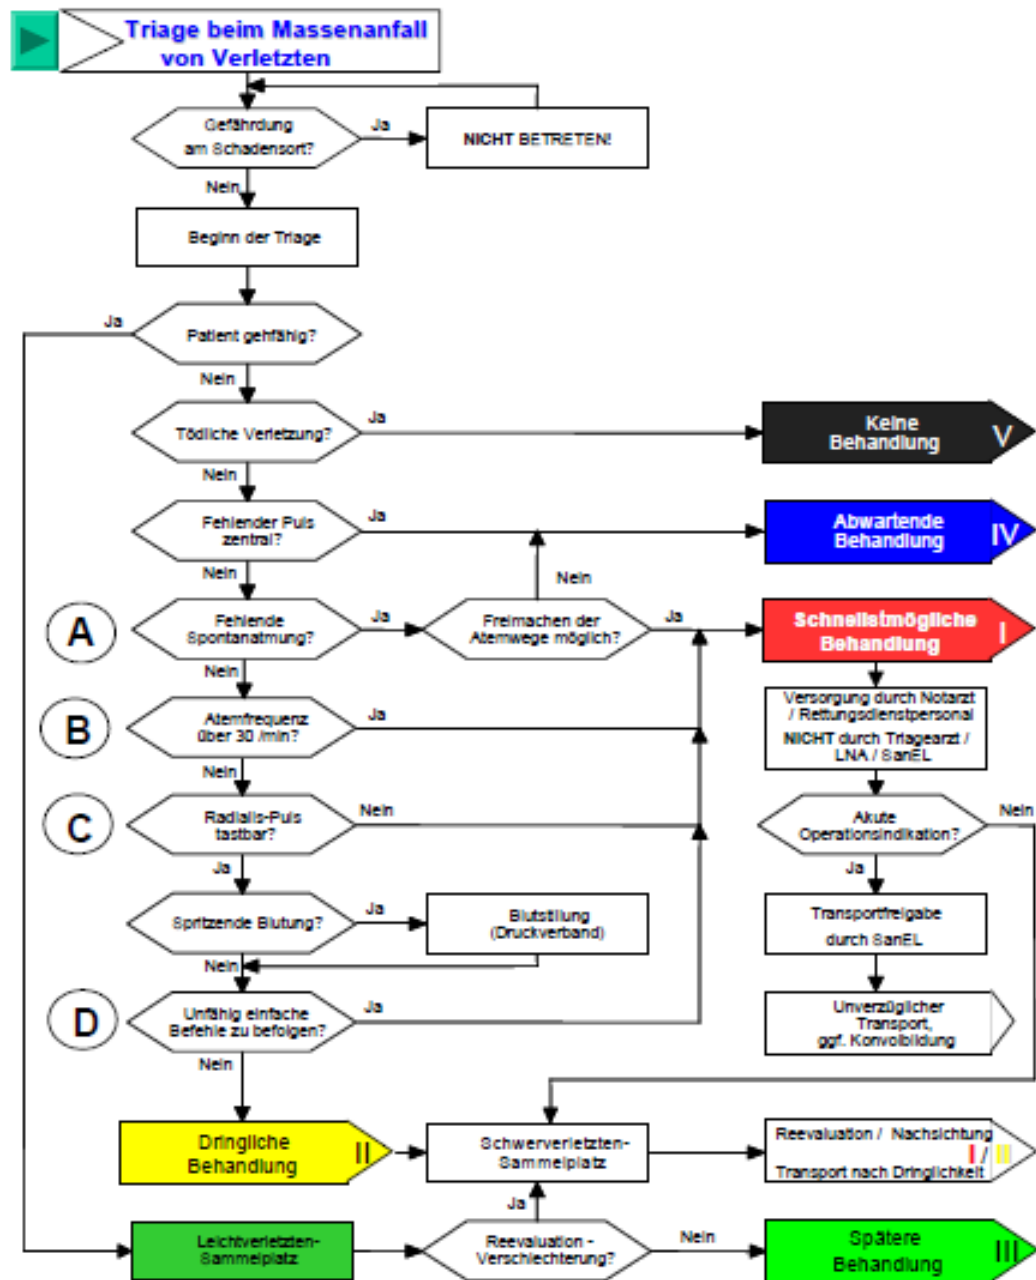 Triage beim Massenanfall
von Verletzten
Gefährdung
am Schadensort?
Ja
NICHT BETRETEN!
Nein
Beginn der Triage
Ja
Patient gehfähig?
Nein
Tödliche Verletzung?
Ja
Keine
Behandlung
V
Nein
Fehlender Puls
zentral?
Ja
Abwartende
Behandlung
IV
Nein
Nein
A
Fehlende
Spontanatmung?
Ja
Freimachen der
Atemwege möglich?
Ja
Schnellstmögliche
Behandlung
I
Nein
B
Atemfrequenz
über 30 /min?
Ja
Versorgung durch Notarzt
/ Rettungsdienstpersonal
NICHT durch Triagearzt /
LNA / SanEL
Nein
C
Radialis-Puls
tastbar?
Nein
Akute
Operationsindikation?
Nein
Ja
Ja
Spritzende Blutung?
Ja
Blutstillung
(Druckverband)
Transportfreigabe
durch SanEL
Nein
D
Unfähig einfache
Befehle zu befolgen?
Ja
Unverzüglicher
Transport,
ggf. Konvoibildung
Nein
Dringliche
Behandlung
II
Schwerverletzten-
Sammelplatz
Reevaluation / Nachsichtung
I / II
Transport nach Dringlichkeit
Ja
Leichtverletzten-
Sammelplatz
Reevaluation -
Verschlechterung?
Nein
Spätere
Behandlung
III